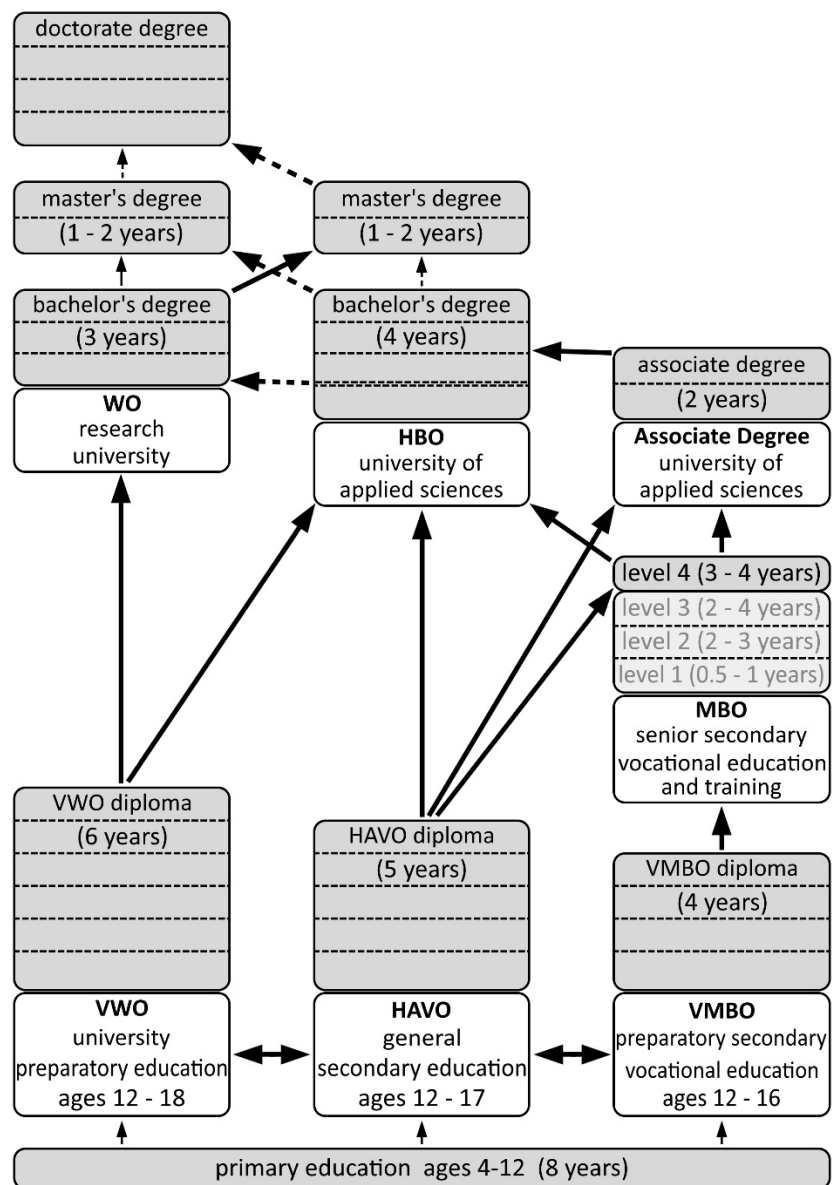 doctorate degree
master's degree
(1 - 2 years)
master's degree
(1 - 2 years)
bachelor's degree
(3 years)
bachelor's degree
(4 years)
associate degree
(2 years)
WO
research
university
HBO
university of
applied sciences
Associate Degree
university of
applied sciences
level 4 (3 - 4 years)
level 3 (2 - 4 years)
level 2 (2 - 3 years)
level 1 (0.5 - 1 years)
MBO
senior secondary
vocational education
and training
VWO diploma
(6 years)
HAVO diploma
(5 years)
VMBO diploma
(4 years)
VWO
university
preparatory education
ages 12 - 18
HAVO
general
secondary education
ages 12 - 17
VMBO
preparatory secondary
vocational education
ages 12 - 16
primary education ages 4-12 (8 years)